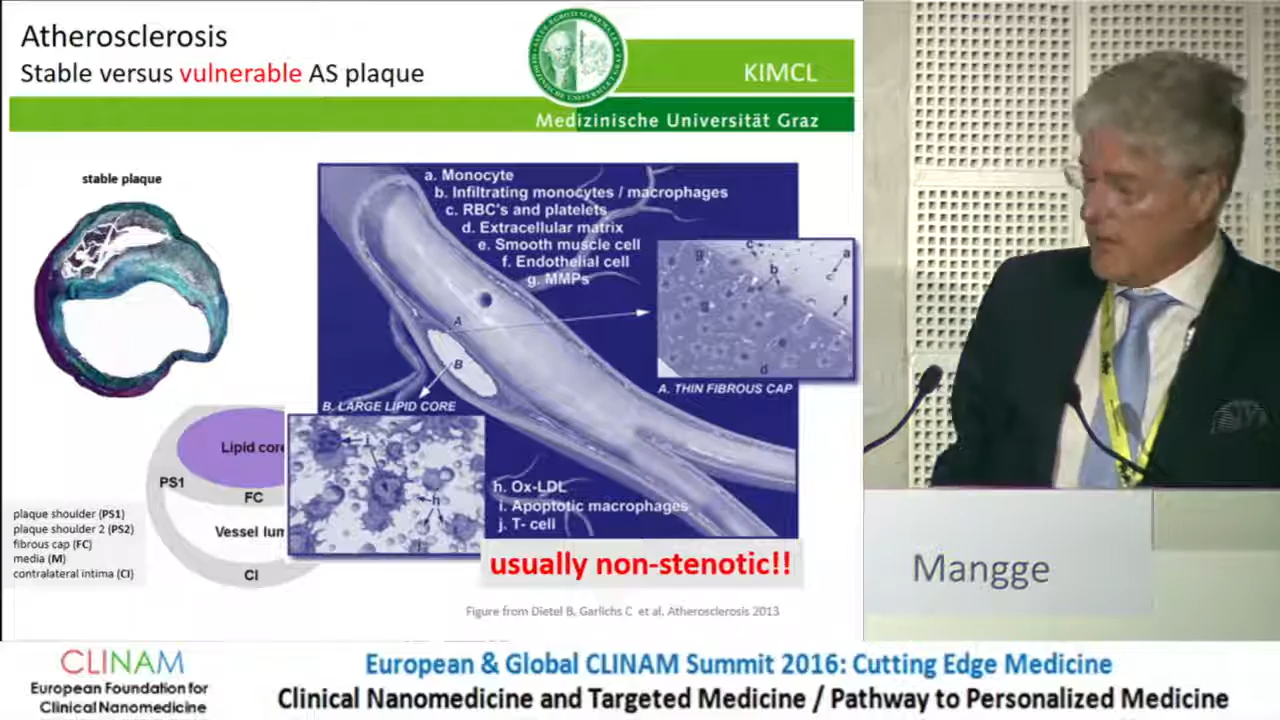 Atherosclerosis
Stable versus vulnerable AS plaque
KIMCL
Medizinische Universität Graz
stable plaque
a. Monocyte
b. Infiltrating monocytes / macrophages
c. RBC's and platelets
d. Extracellular matrix
e. Smooth muscle cell
f. Endothelial cell
g. MMPs
A
B
g
c
a
b
f
d
A. THIN FIBROUS CAP
B. LARGE LIPID CORE
i
h
j
h. Ox-LDL
i. Apoptotic macrophages
j. T- cell
Lipid core
PS1
FC
Vessel lum
CI
plaque shoulder (PS1)
plaque shoulder 2 (PS2)
fibrous cap (FC)
media (M)
contralateral intima (CI)
usually non-stenotic!!
Figure from Dietel B, Garlichs C et al. Atherosclerosis 2013
Mangge
CLINAM
European Foundation for
Clinical Nanomedicine
European & Global CLINAM Summit 2016: Cutting Edge Medicine
Clinical Nanomedicine and Targeted Medicine / Pathway to Personalized Medicine